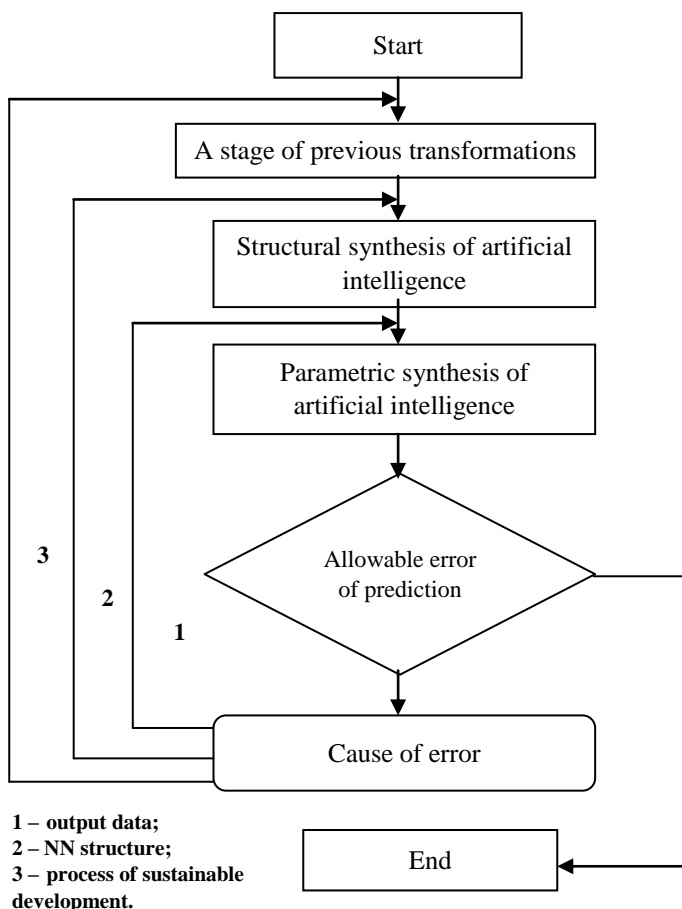 Start
A stage of previous transformations
Structural synthesis of artificial
intelligence
Parametric synthesis of
artificial intelligence
Allowable error
of prediction
3
2
1
Cause of error
1 – output data;
2 – NN structure;
3 – process of sustainable
development.
End